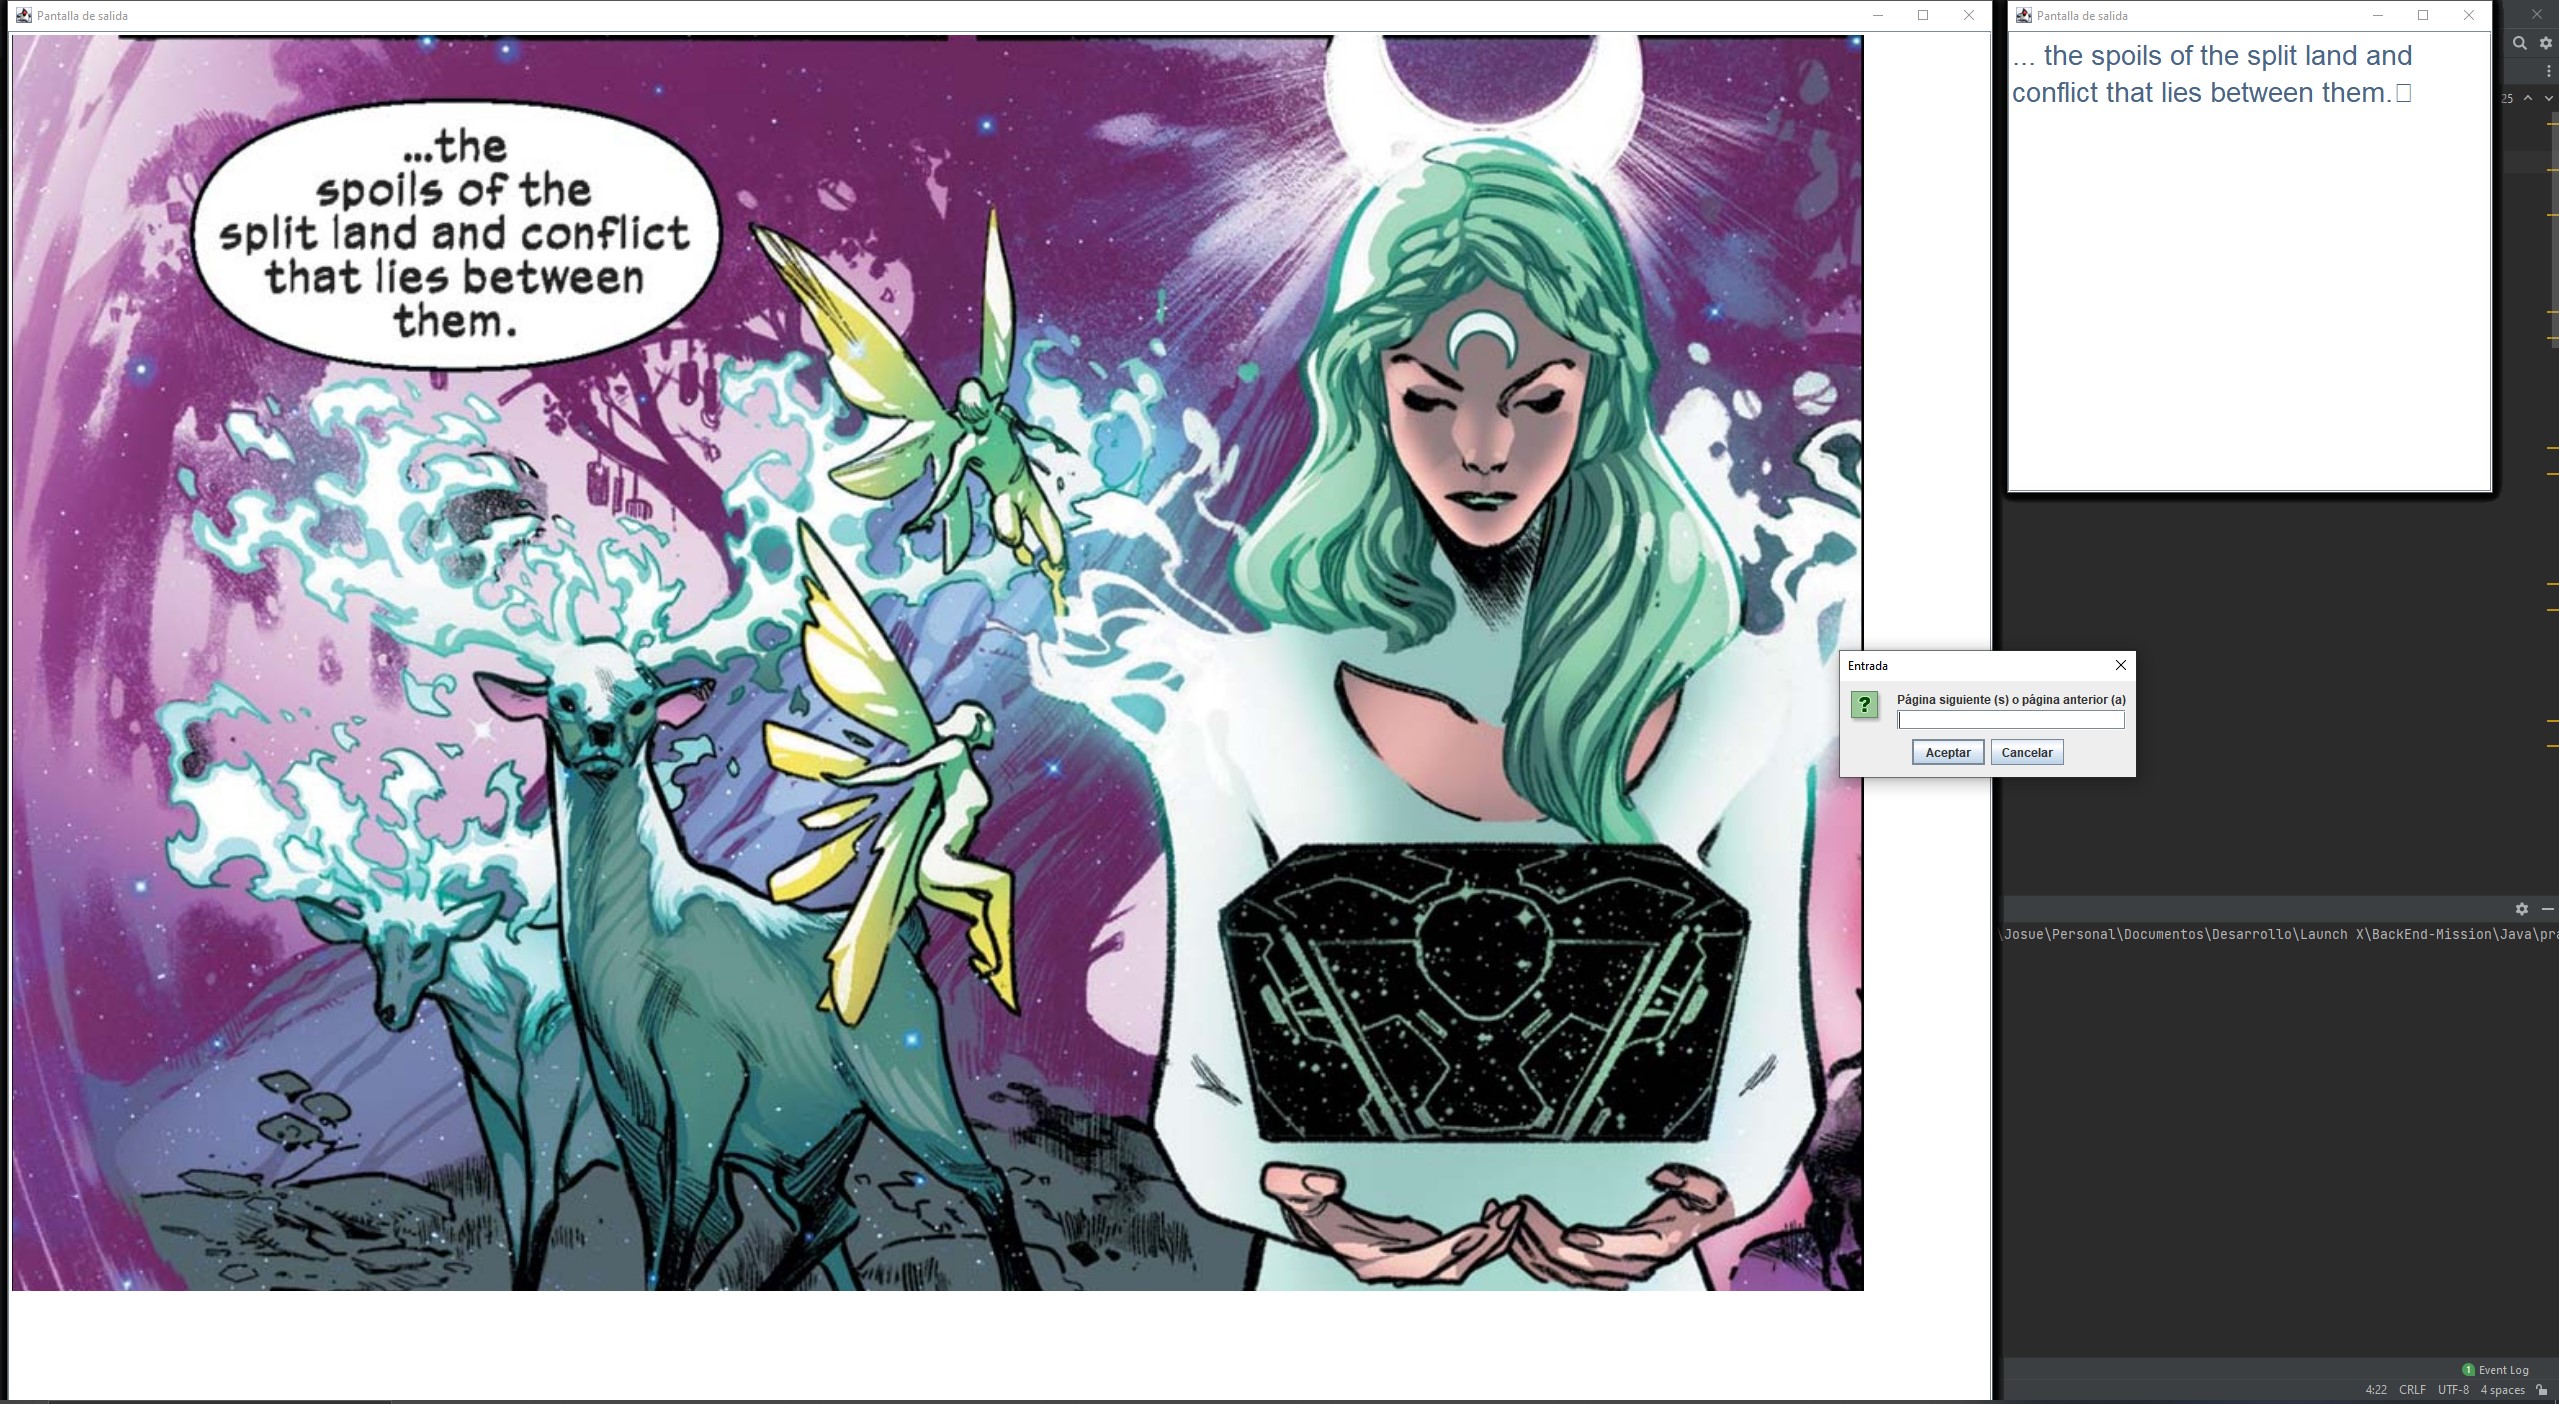 Pantalla de salida
...the
spoils of the
split land and conflict
that lies between
them.
Pantalla de salida
... the spoils of the split land and
conflict that lies between them.□
25
Entrada
Página siguiente (s) o página anterior (a)
Aceptar
Cancelar
\Josue\Personal\Documentos\Desarrollo\Launch X\BackEnd-Mission\Java\pra
1 Event Log
4:22 CRLF UTF-8 4 spaces